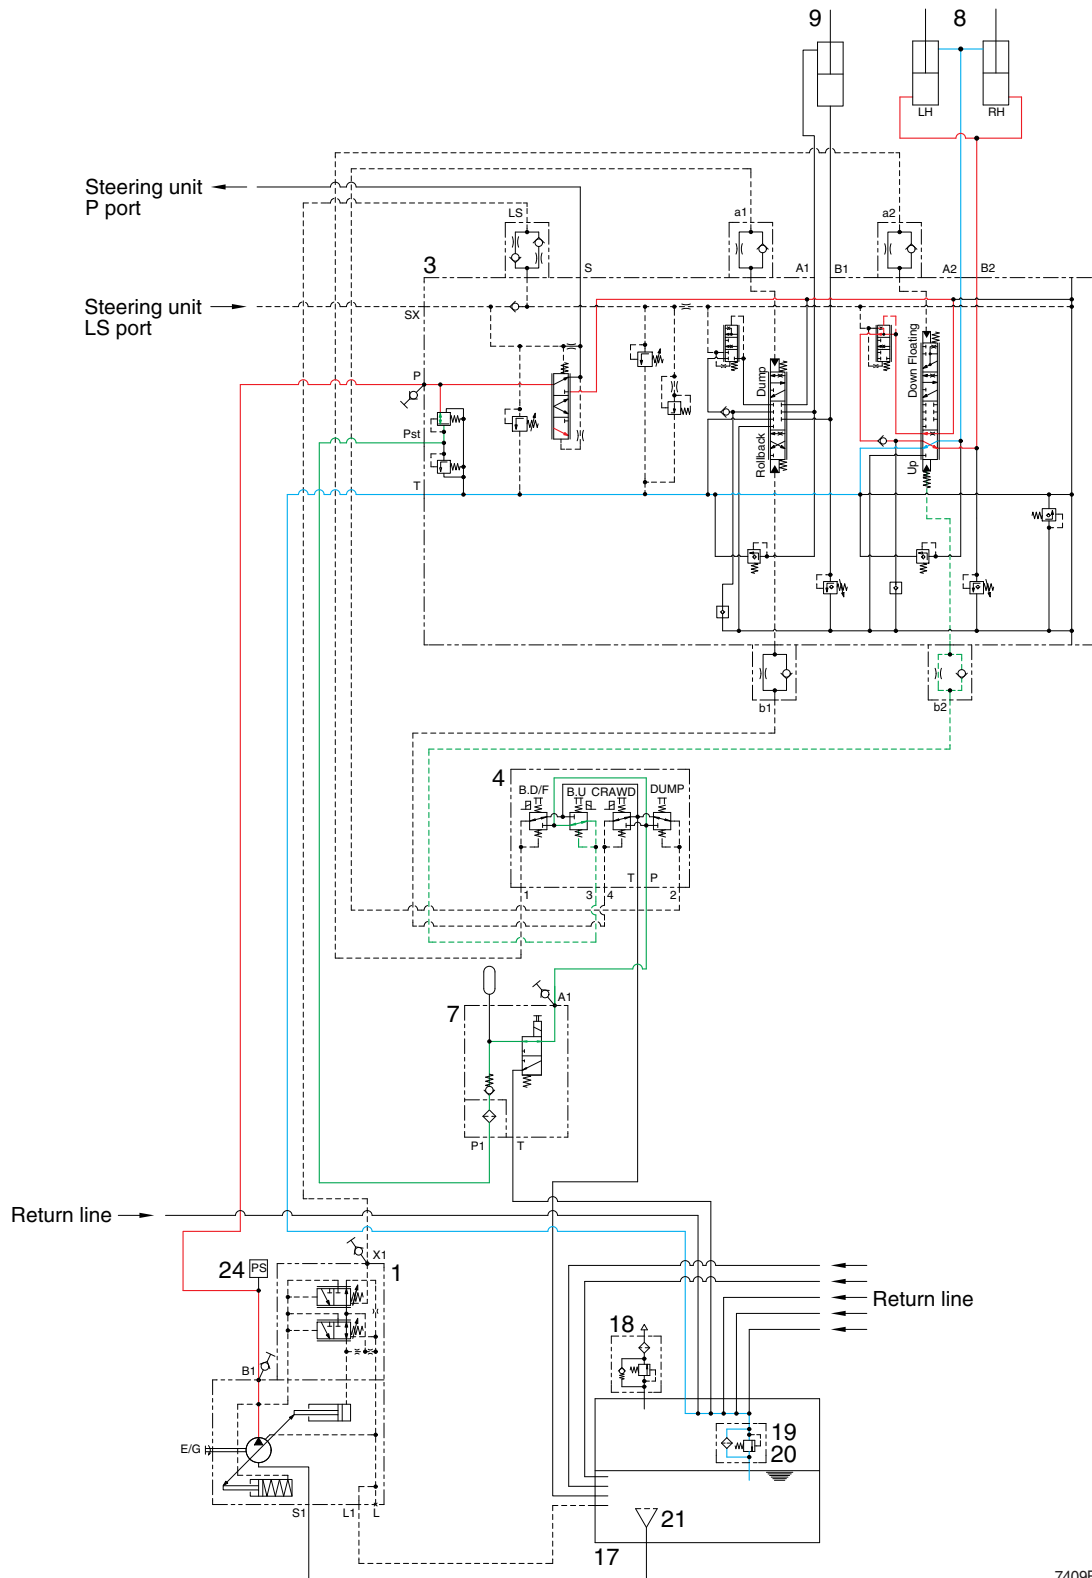 9
8
LH
RH
Steering unit
P port
LS
a1
a2
3
S
A1
B1
A2
B2
Steering unit
LS port
SX
P
Pst
T
Dump
Rollback
Down Floating
Up
b1
b2
4
B.D/F
B.U
CRAWD
DUMP
T
P
1
3
4
2
7
A1
P1
T
Return line
X1
24
PS
1
Return line
18
B1
19
20
E/G
S1
L1
L
21
17